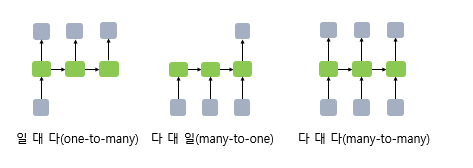 일 대 다(one-to-many) 다 대 일(many-to-one) 다 대 다(many-to-many)